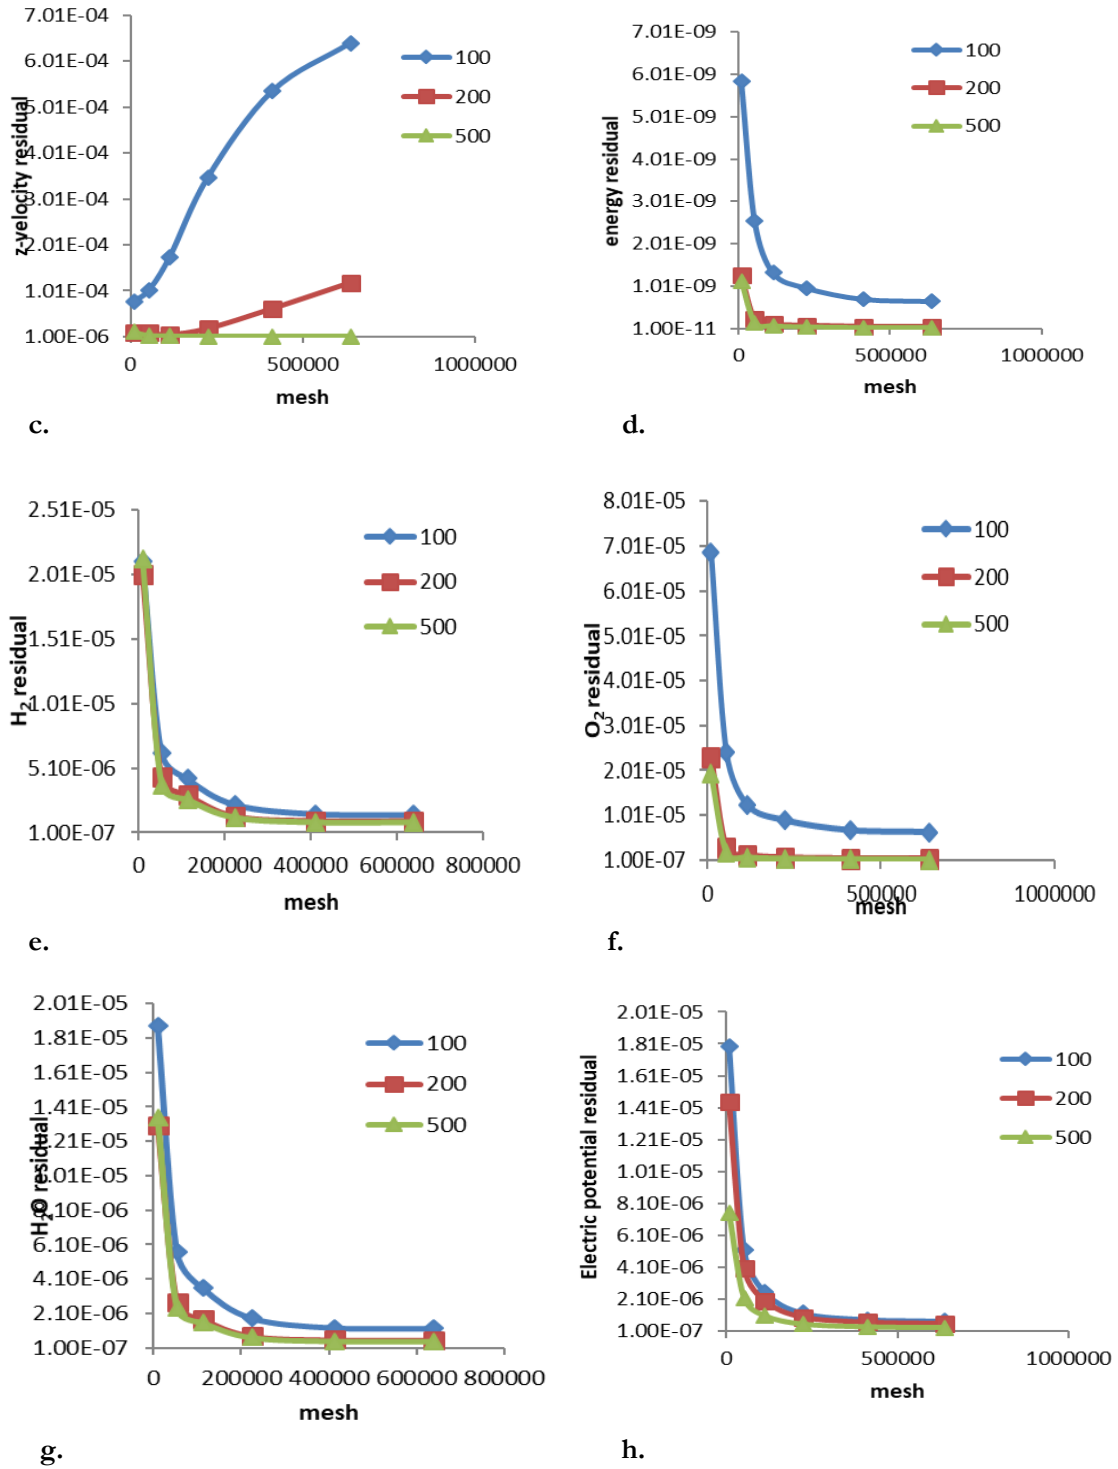 7.01E-04
6.01E-04
5.01E-04
4.01E-04
3.01E-04
2.01E-04
1.01E-04
1.00E-06
z-velocity residual
0
500000
1000000
mesh
100
200
500
c.
7.01E-09
6.01E-09
5.01E-09
4.01E-09
3.01E-09
2.01E-09
1.01E-09
1.00E-11
energy residual
0
500000
1000000
mesh
100
200
500
d.
2.51E-05
2.01E-05
1.51E-05
1.01E-05
5.10E-06
1.00E-07
H2 residual
0
200000
400000
600000
800000
mesh
100
200
500
e.
8.01E-05
7.01E-05
6.01E-05
5.01E-05
4.01E-05
3.01E-05
2.01E-05
1.01E-05
1.00E-07
O2 residual
0
500000
1000000
mesh
100
200
500
f.
2.01E-05
1.81E-05
1.61E-05
1.41E-05
1.21E-05
1.01E-05
8.10E-06
6.10E-06
4.10E-06
2.10E-06
1.00E-07
H2O residual
0
200000
400000
600000
800000
mesh
100
200
500
g.
2.01E-05
1.81E-05
1.61E-05
1.41E-05
1.21E-05
1.01E-05
8.10E-06
6.10E-06
4.10E-06
2.10E-06
1.00E-07
Electric potential residual
0
500000
1000000
mesh
100
200
500
h.